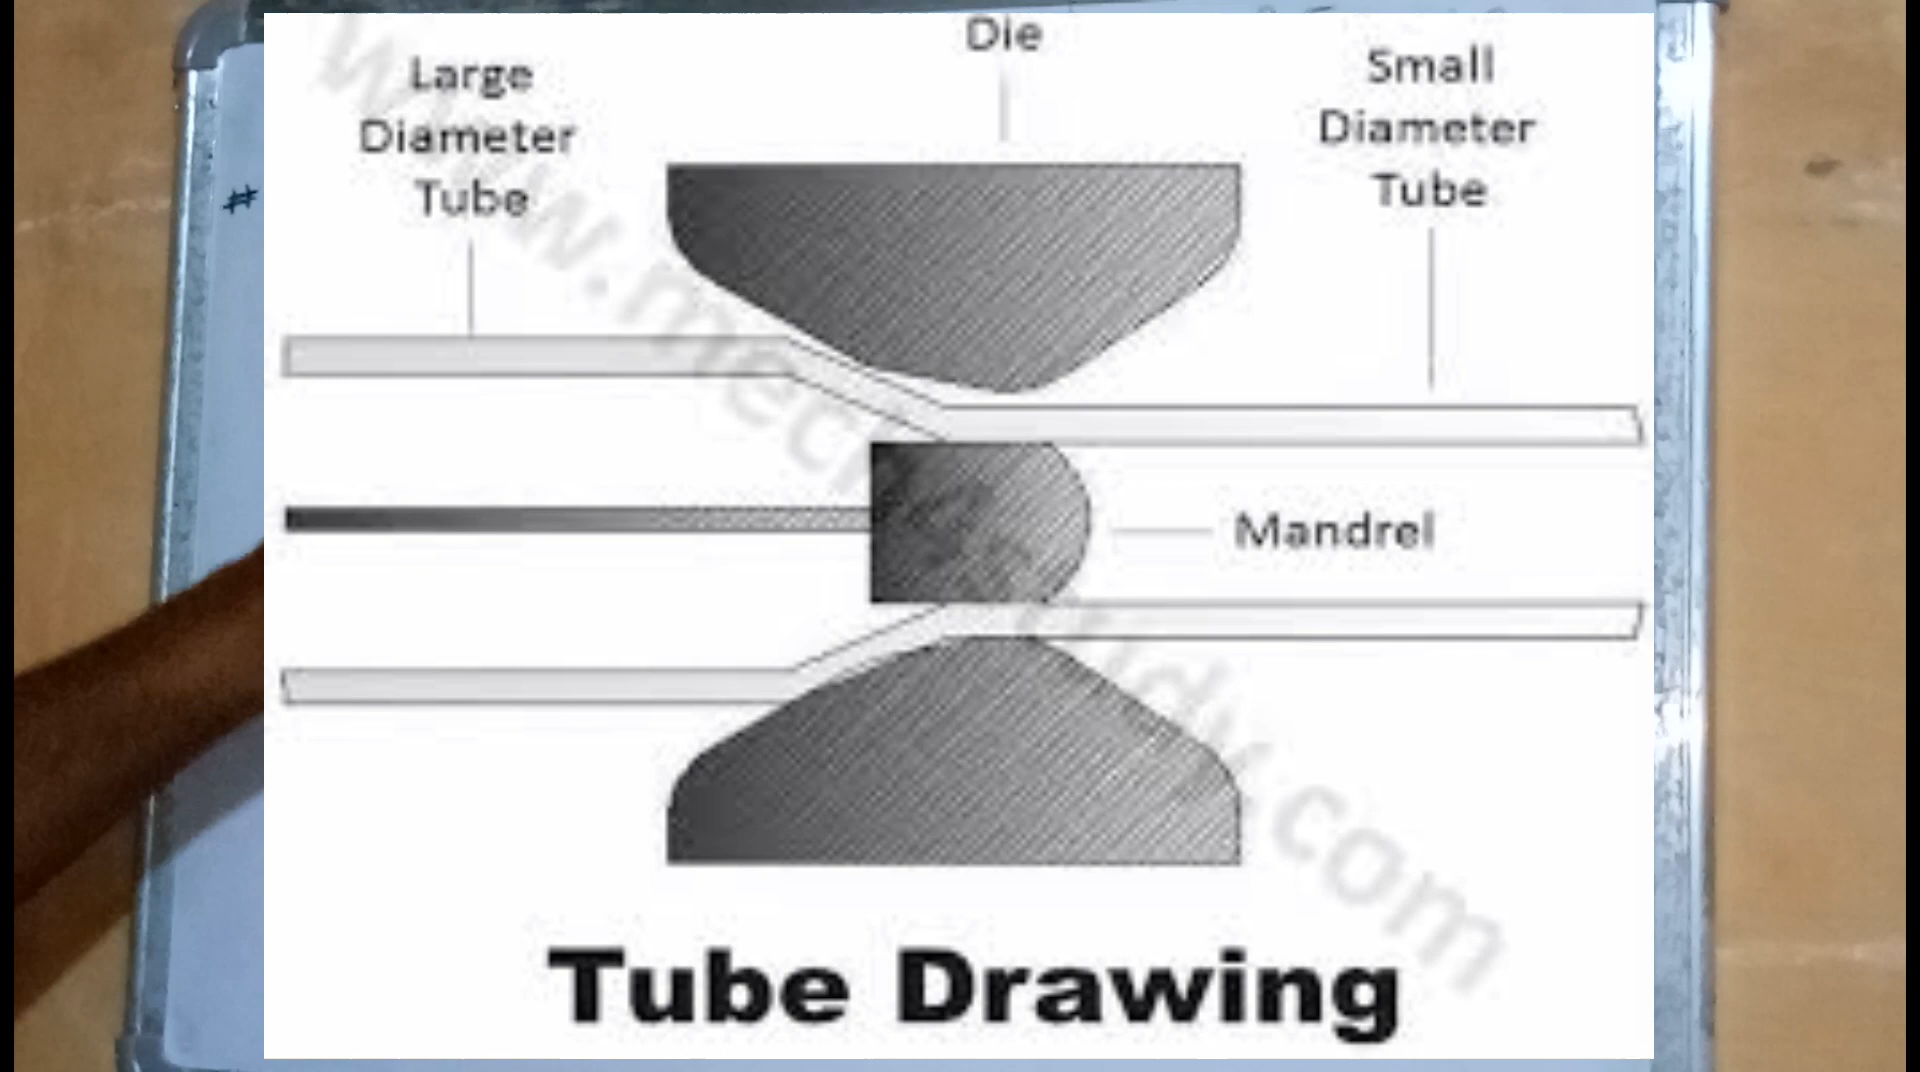 Die
Large
Diameter
Tube
Small
Diameter
Tube
#
Mandrel
Tube Drawing